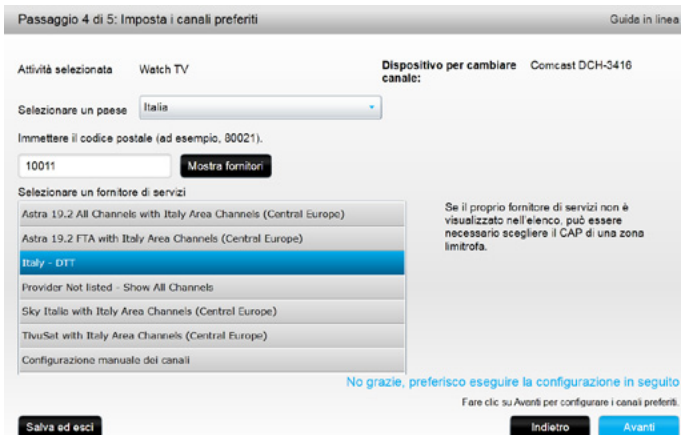 Passaggio 4 di 5: Imposta i canali preferiti
Guida in linea
Attività selezionata
Watch TV
Dispositivo per cambiare canale:
Comcast DCH-3416
Selezionare un paese
Italia
Immettere il codice postale (ad esempio, 80021).
10011
Mostra fornitori
Selezionare un fornitore di servizi
Astra 19.2 All Channels with Italy Area Channels (Central Europe)
Astra 19.2 FTA with Italy Area Channels (Central Europe)
Italy - DTT
Provider Not listed - Show All Channels
Sky Italia with Italy Area Channels (Central Europe)
TivuSat with Italy Area Channels (Central Europe)
Configurazione manuale dei canali
Se il proprio fornitore di servizi non è
visualizzato nell'elenco, può essere
necessario scegliere il CAP di una zona
limitrofa.
No grazie, preferisco eseguire la configurazione in seguito
Fare clic su Avanti per configurare i canali preferiti.
Salva ed esci
Indietro
Avanti